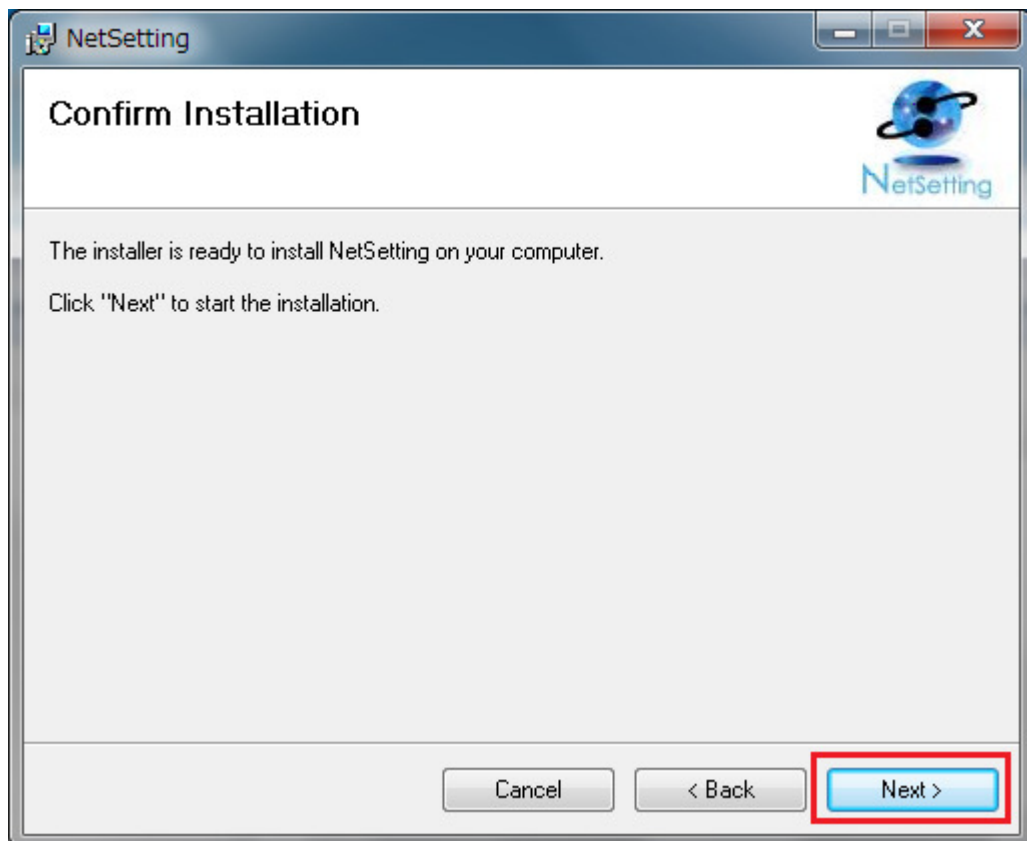 NetSetting
Confirm Installation
NetSetting
The installer is ready to install NetSetting on your computer.
Click "Next" to start the installation.
Cancel
< Back
Next >